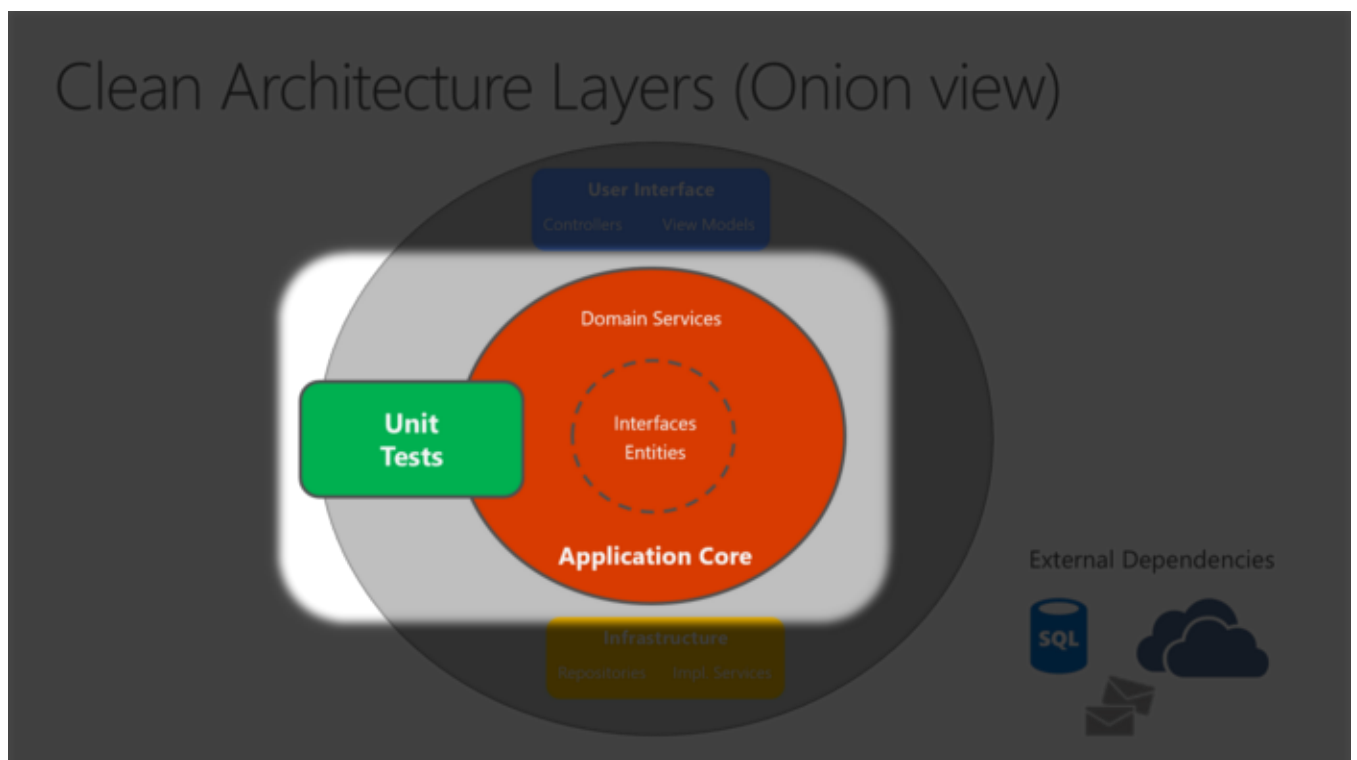 Clean Architecture Layers (Onion view)
User Interface
Controllers View Models
Domain Services
Interfaces
Entities
Unit
Tests
Application Core
Infrastructure
Repositories Impl. Services
External Dependencies
SQL